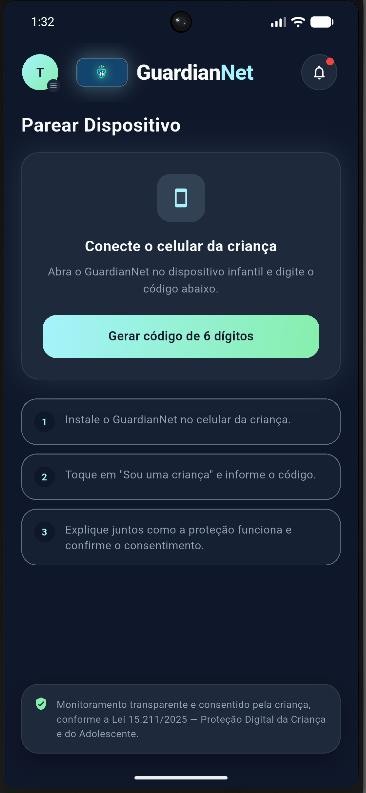 1:32
T
GuardianNet
Parear Dispositivo
Conecte o celular da criança
Abra o GuardianNet no dispositivo infantil e digite o
código abaixo.
Gerar código de 6 dígitos
1 Instale o GuardianNet no celular da criança.
2 Toque em "Sou uma criança" e informe o código.
3 Explique juntos como a proteção funciona e
confirme o consentimento.
Monitoramento transparente e consentido pela criança,
conforme a Lei 15.211/2025 — Proteção Digital da Criança
e do Adolescente.